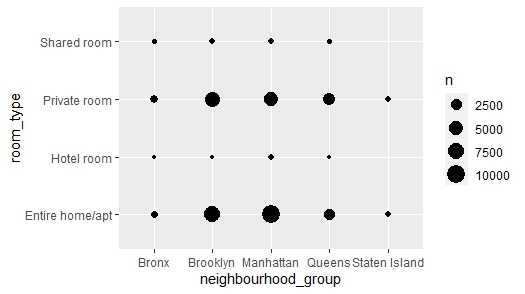 Shared room
Private room
Hotel room
Entire home/apt
room_type
Bronx Brooklyn Manhattan Queens Staten Island
neighbourhood_group
n
2500
5000
7500
10000